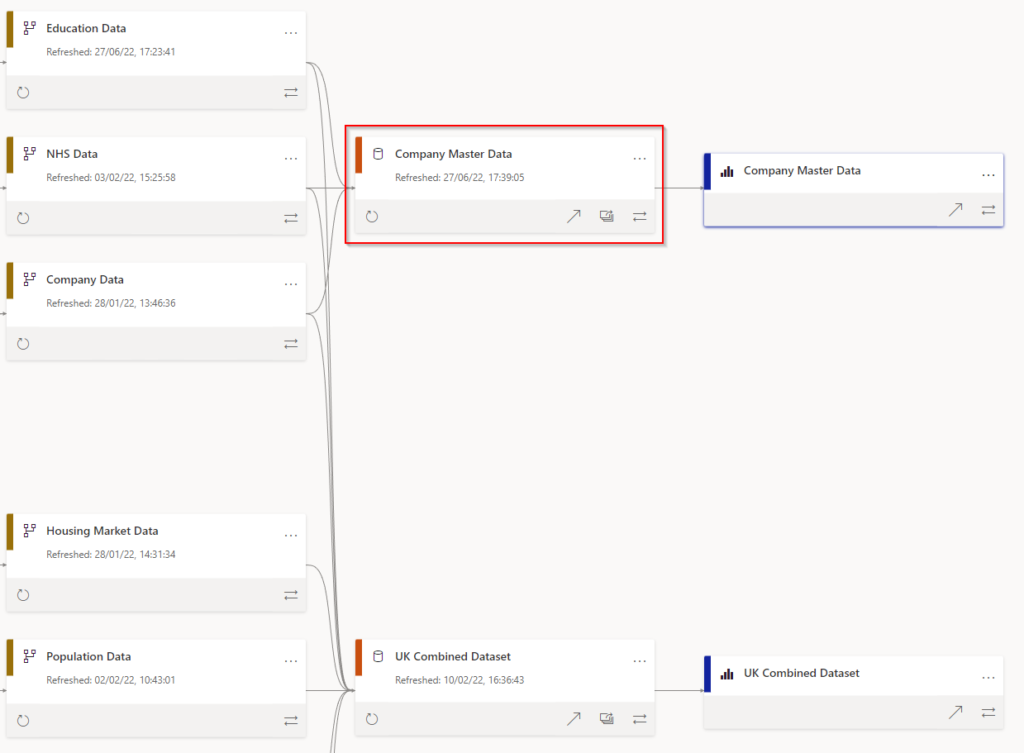 Education Data
Refreshed: 27/06/22, 17:23:41
NHS Data
Refreshed: 03/02/22, 15:25:58
Company Data
Refreshed: 28/01/22, 13:46:36
Housing Market Data
Refreshed: 28/01/22, 14:31:34
Population Data
Refreshed: 02/02/22, 10:43:01
Company Master Data
Refreshed: 27/06/22, 17:39:05
UK Combined Dataset
Refreshed: 10/02/22, 16:36:43
Company Master Data
UK Combined Dataset